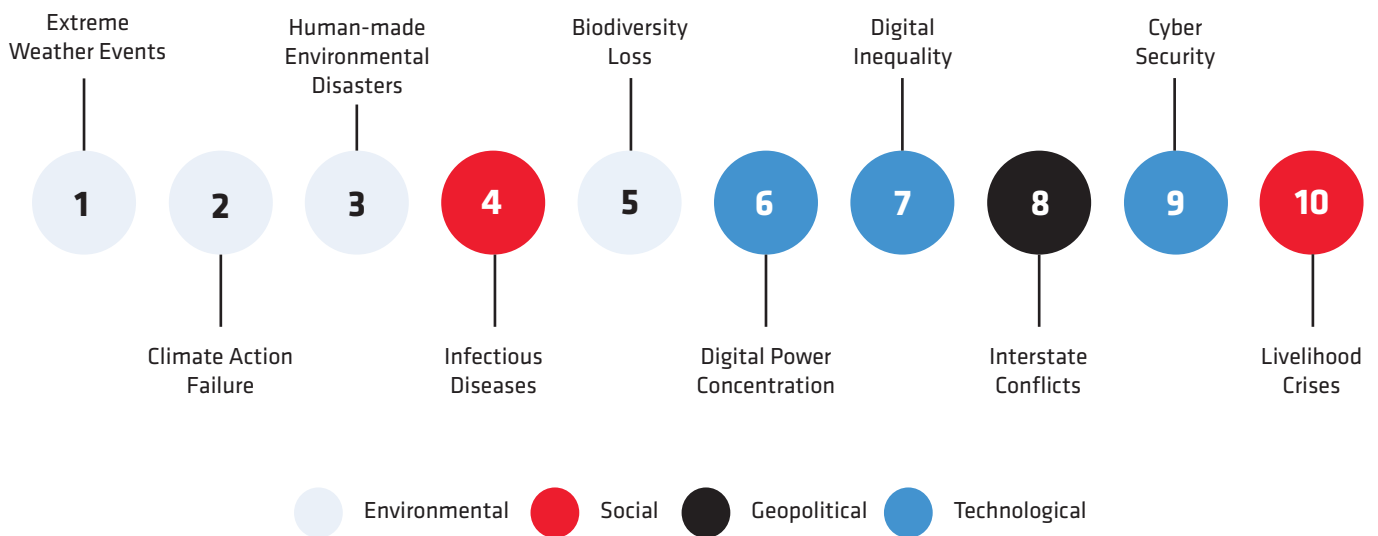 Extreme
Weather Events
Human-made
Environmental
Disasters
Biodiversity
Loss
Digital
Inequality
Cyber
Security
1
2
3
4
5
6
7
8
9
10
Climate Action
Failure
Infectious
Diseases
Digital Power
Concentration
Interstate
Conflicts
Livelihood
Crises
Environmental
Social
Geopolitical
Technological